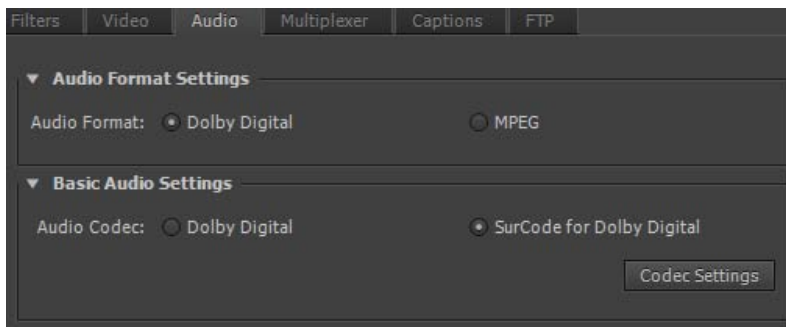 Filters Video Audio Multiplexer Captions FTP
Audio Format Settings
Audio Format: Dolby Digital MPEG
Basic Audio Settings
Audio Codec: Dolby Digital SurCode for Dolby Digital
Codec Settings